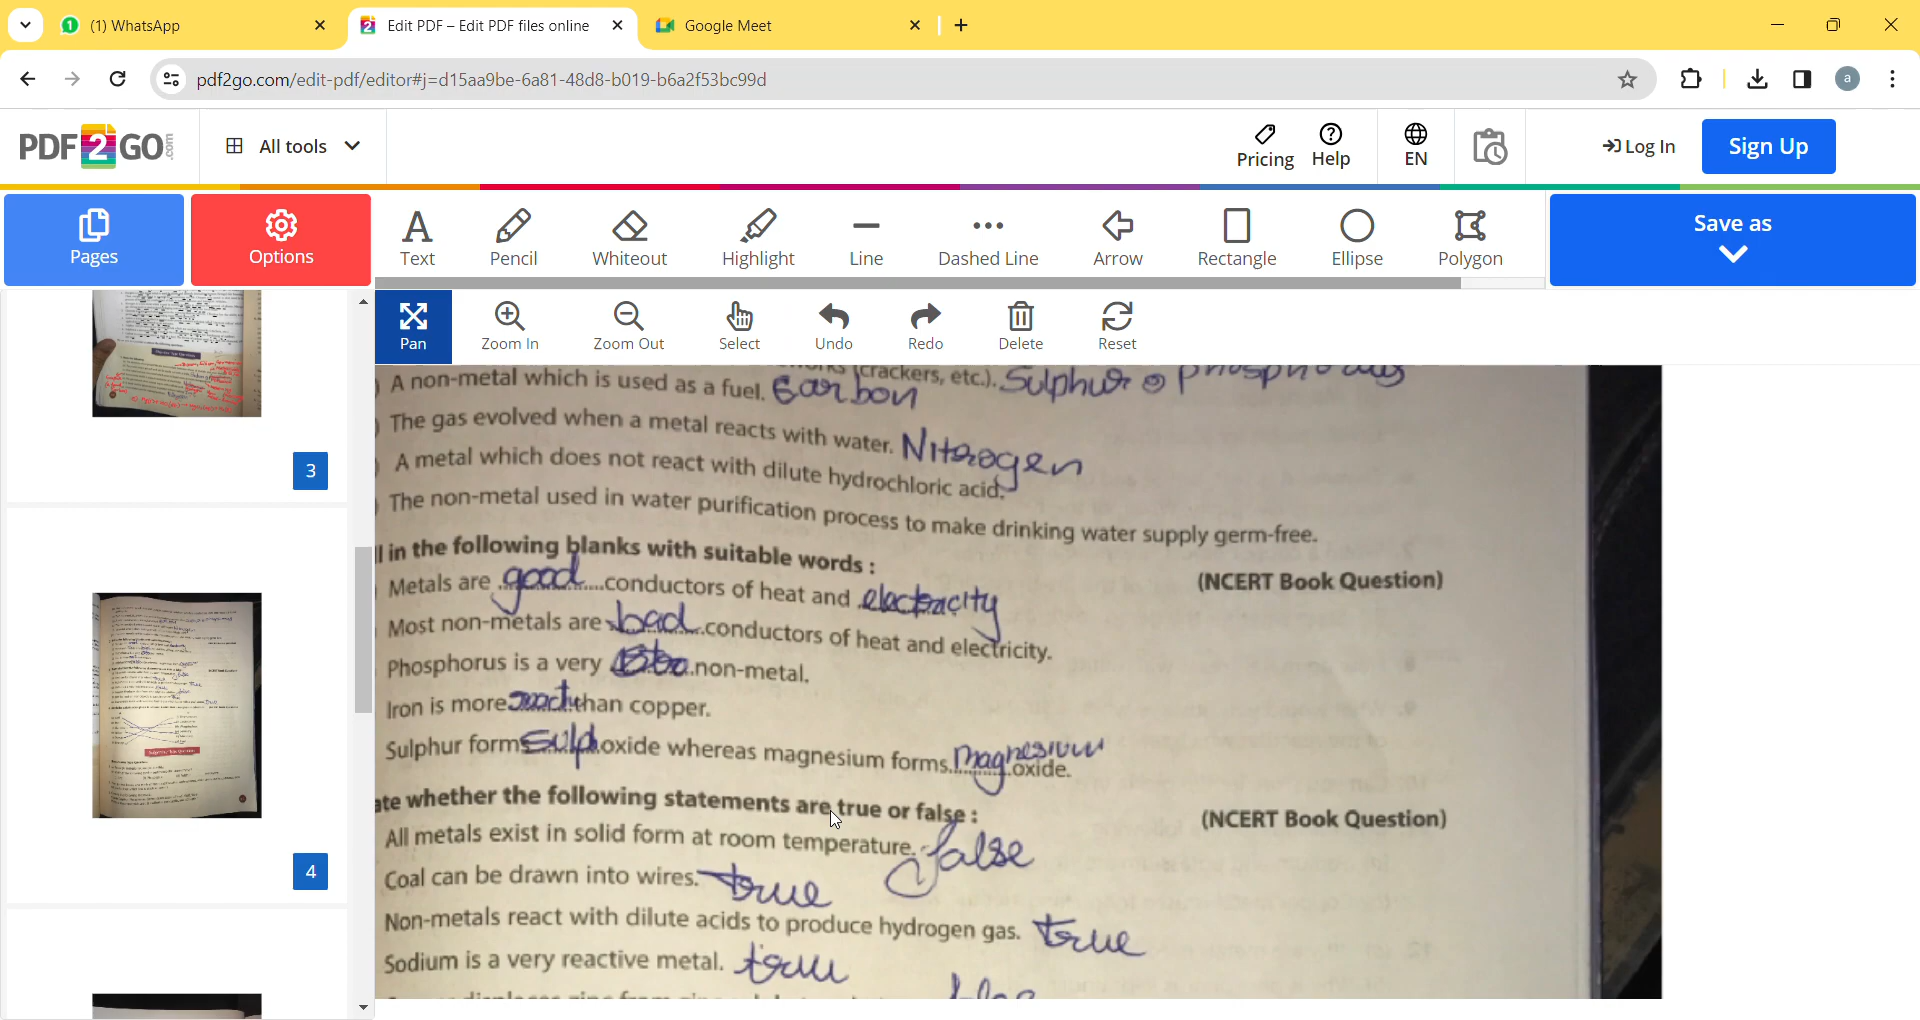 (1) WhatsApp
Edit PDF – Edit PDF files online
Google Meet
pdf2go.com/edit-pdf/editor#j=d15aa9be-6a81-48d8-b019-b6a2f53bc99d
a
PDF2GO.com
All tools
Pricing
Help
EN
Log In
Sign Up
Pages
Options
Text
Pencil
Whiteout
Highlight
Line
Dashed Line
Arrow
Rectangle
Ellipse
Polygon
Save as
Pan
Zoom In
Zoom Out
Select
Undo
Redo
Delete
Reset
3
4
(crackers, etc.). Sulphur
A non-metal which is used as a fuel. Carbon
The gas evolved when a metal reacts with water. Nitrogen
A metal which does not react with dilute hydrochloric acid.
The non-metal used in water purification process to make drinking water supply germ-free.
ll in the following blanks with suitable words :
(NCERT Book Question)
Metals are good conductors of heat and electricity
Most non-metals are bad conductors of heat and electricity.
Phosphorus is a very non-metal.
Iron is more than copper.
Sulphur forms sulph oxide whereas magnesium forms magnesium oxide.
ate whether the following statements are true or false :
(NCERT Book Question)
All metals exist in solid form at room temperature. false
Coal can be drawn into wires. true
Non-metals react with dilute acids to produce hydrogen gas. true
Sodium is a very reactive metal. true